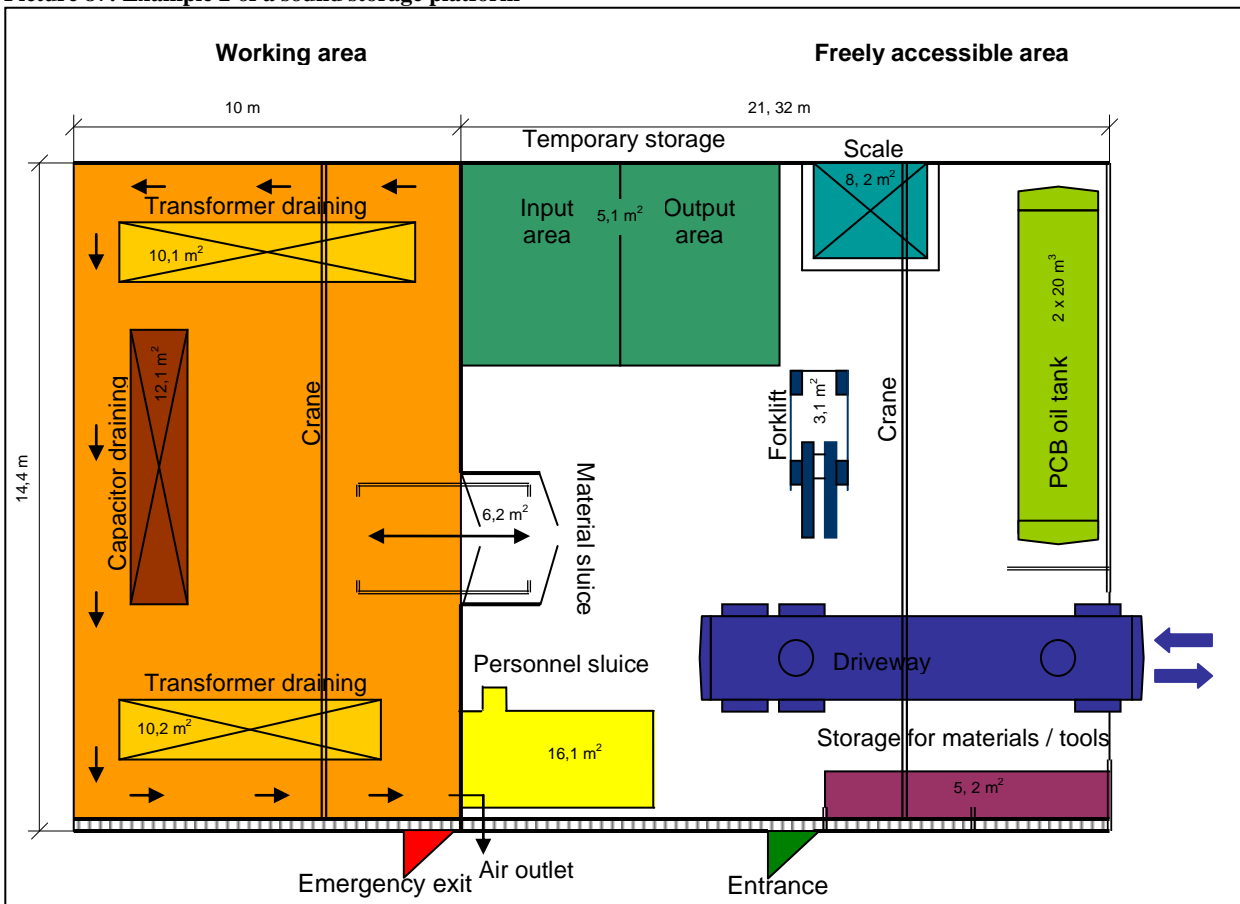 Example of a sound storage platform
Working area
Freely accessible area
10 m
21, 32 m
Temporary storage
Scale
8, 2 m²
Transformer draining
10,1 m²
Input area
5,1 m²
Output area
2 x 20 m³
PCB oil tank
12,1 m²
Capacitor draining
Crane
Forklift
3,1 m²
Crane
14,4 m
6,2 m²
Material sluice
Personnel sluice
Driveway
Transformer draining
10,2 m²
16,1 m²
Storage for materials / tools
5, 2 m²
Air outlet
Emergency exit
Entrance